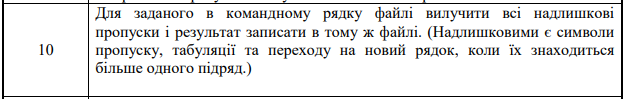 Для заданого в командному рядку файлі вилучити всі надлишкові
пропуски і результат записати в тому ж файлі. (Надлишковими є символи
10
пропуску, табуляції та переходу на новий рядок, коли їх знаходиться
більше одного підряд.)